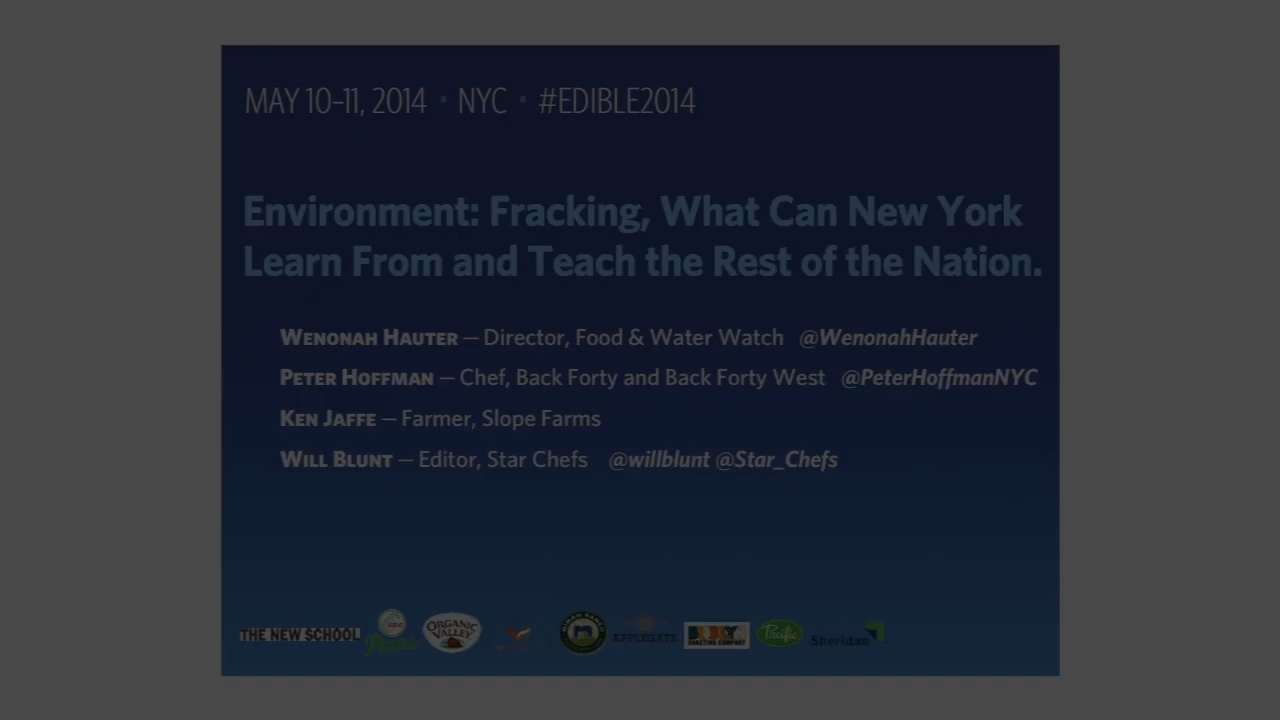 MAY 10–11, 2014 · NYC · #EDIBLE2014
Environment: Fracking, What Can New York
Learn From and Teach the Rest of the Nation.
WENONAH HAUTER — Director, Food & Water Watch @WenonahHauter
PETER HOFFMAN — Chef, Back Forty and Back Forty West @PeterHoffmanNYC
KEN JAFFE — Farmer, Slope Farms
WILL BLUNT — Editor, Star Chefs @willblunt @Star_Chefs
THE NEW SCHOOL ORGANIC VALLEY APPLEGATE Pacific Sheridan